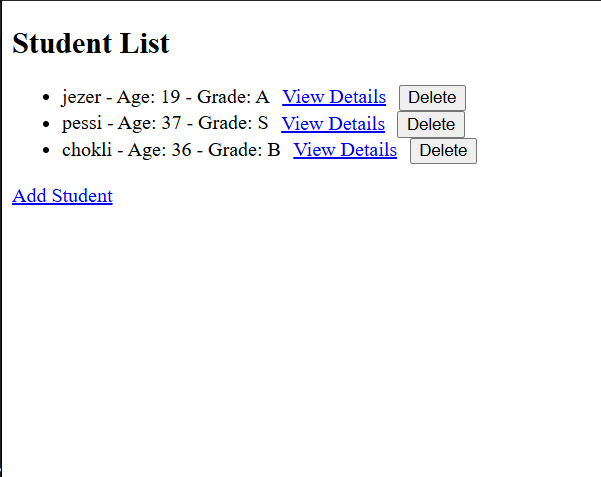 Student List
jezer - Age: 19 - Grade: A View Details Delete
pessi - Age: 37 - Grade: S View Details Delete
chokli - Age: 36 - Grade: B View Details Delete
Add Student